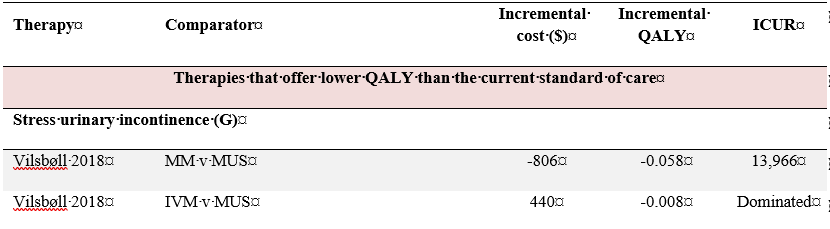 Therapy¤ Comparator¤ Incremental· cost·($)¤ Incremental· QALY¤ ICUR¤
Therapies·that·offer·lower·QALY·than·the·current·standard·of·care¤
Stress·urinary·incontinence·(G)¤
Vilsbøll·2018¤ MM·v·MUS¤ -806¤ -0.058¤ 13,966¤
Vilsbøll·2018¤ IVM·v·MUS¤ 440¤ -0.008¤ Dominated¤